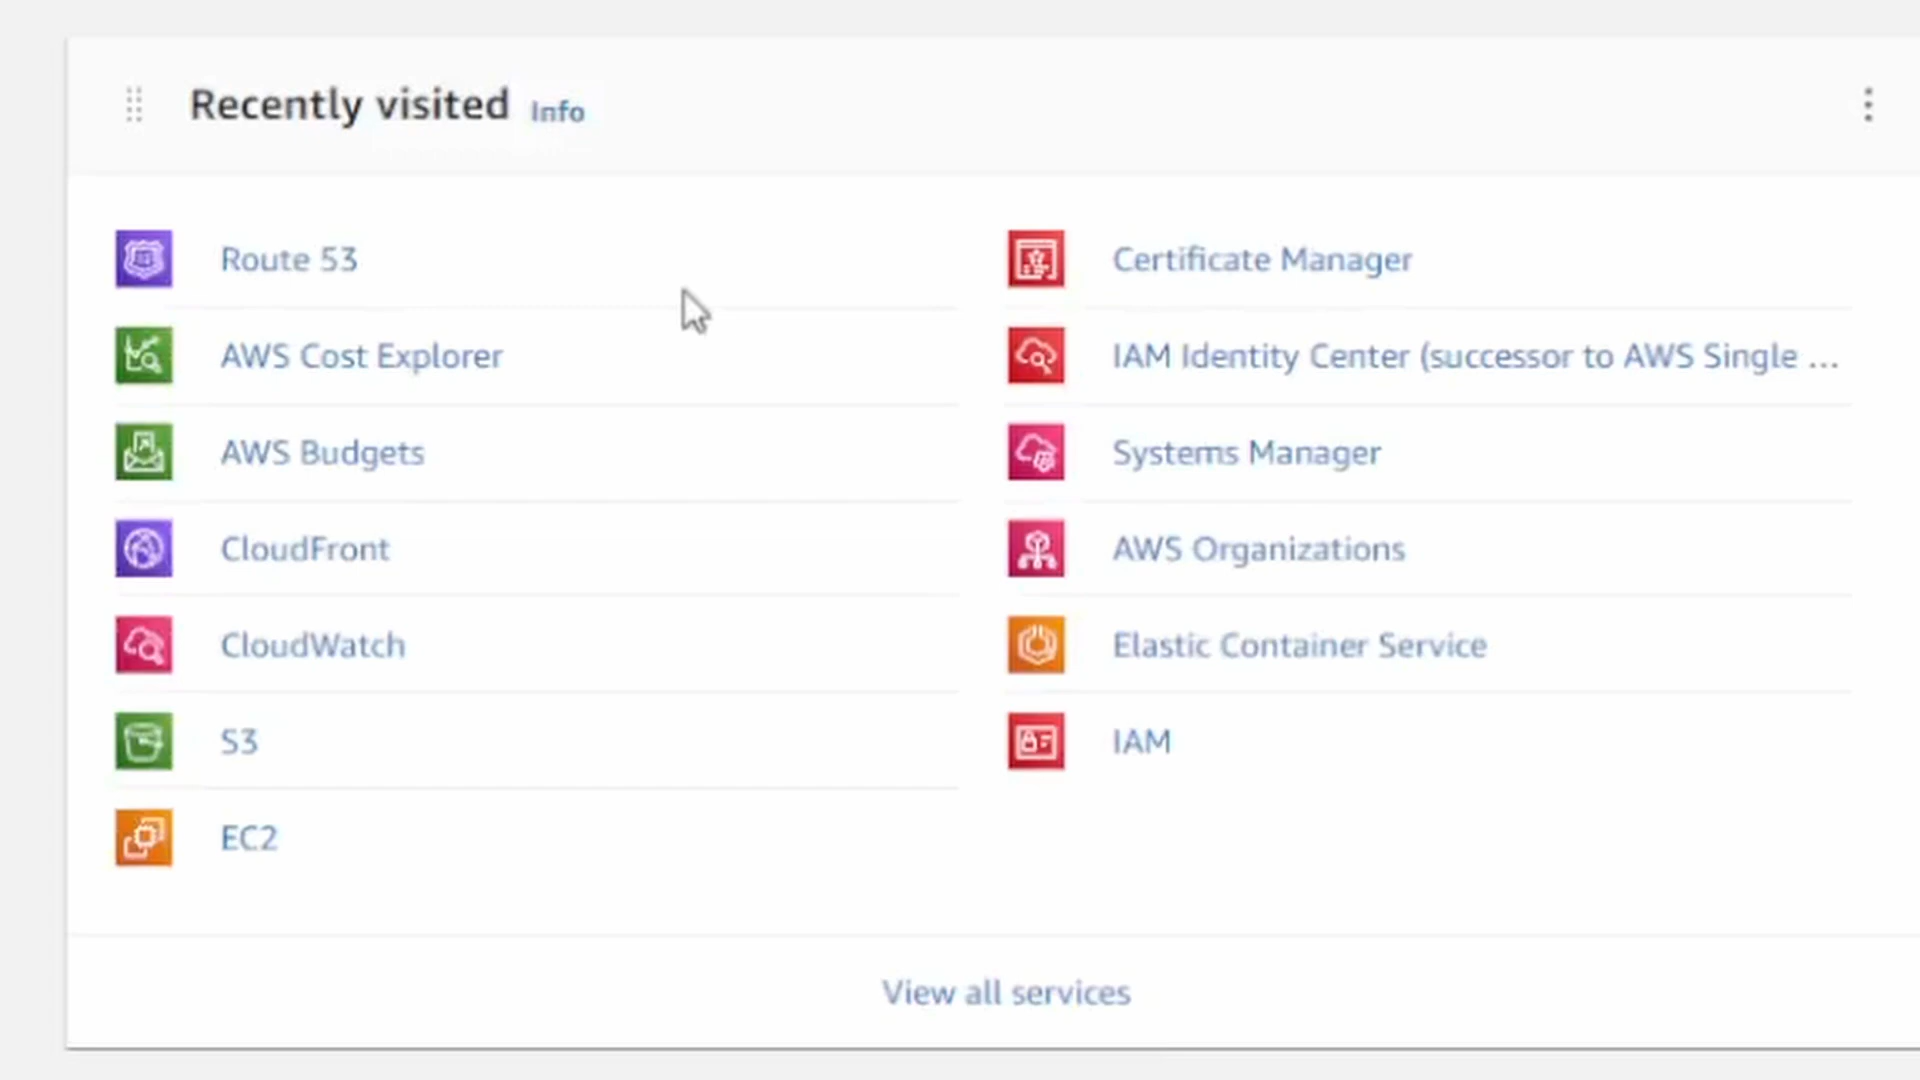 Recently visited Info
Route 53
AWS Cost Explorer
AWS Budgets
CloudFront
CloudWatch
S3
EC2
Certificate Manager
IAM Identity Center (successor to AWS Single ...
Systems Manager
AWS Organizations
Elastic Container Service
IAM
View all services